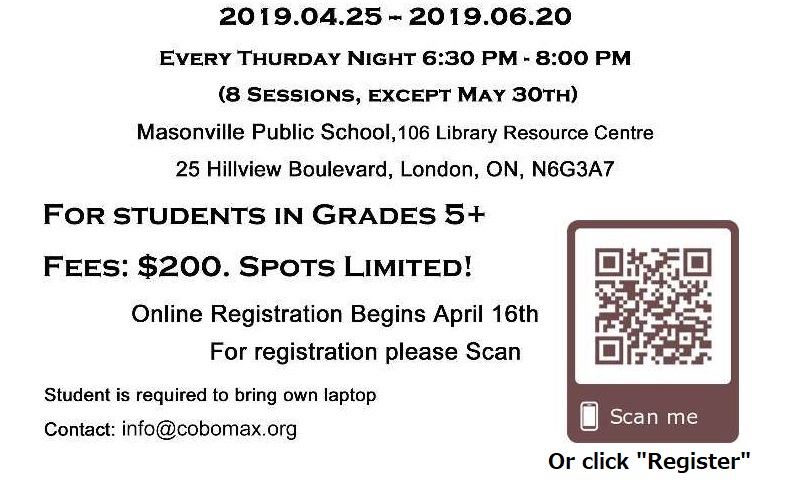 2019.04.25 – 2019.06.20
Every Thurday Night 6:30 PM - 8:00 PM
(8 Sessions, except May 30th)
Masonville Public School,106 Library Resource Centre
25 Hillview Boulevard, London, ON, N6G3A7
For students in Grades 5+
Fees: $200. Spots Limited!
Online Registration Begins April 16th
For registration please Scan
Student is required to bring own laptop
Contact: info@cobomax.org
Scan me
Or click "Register"